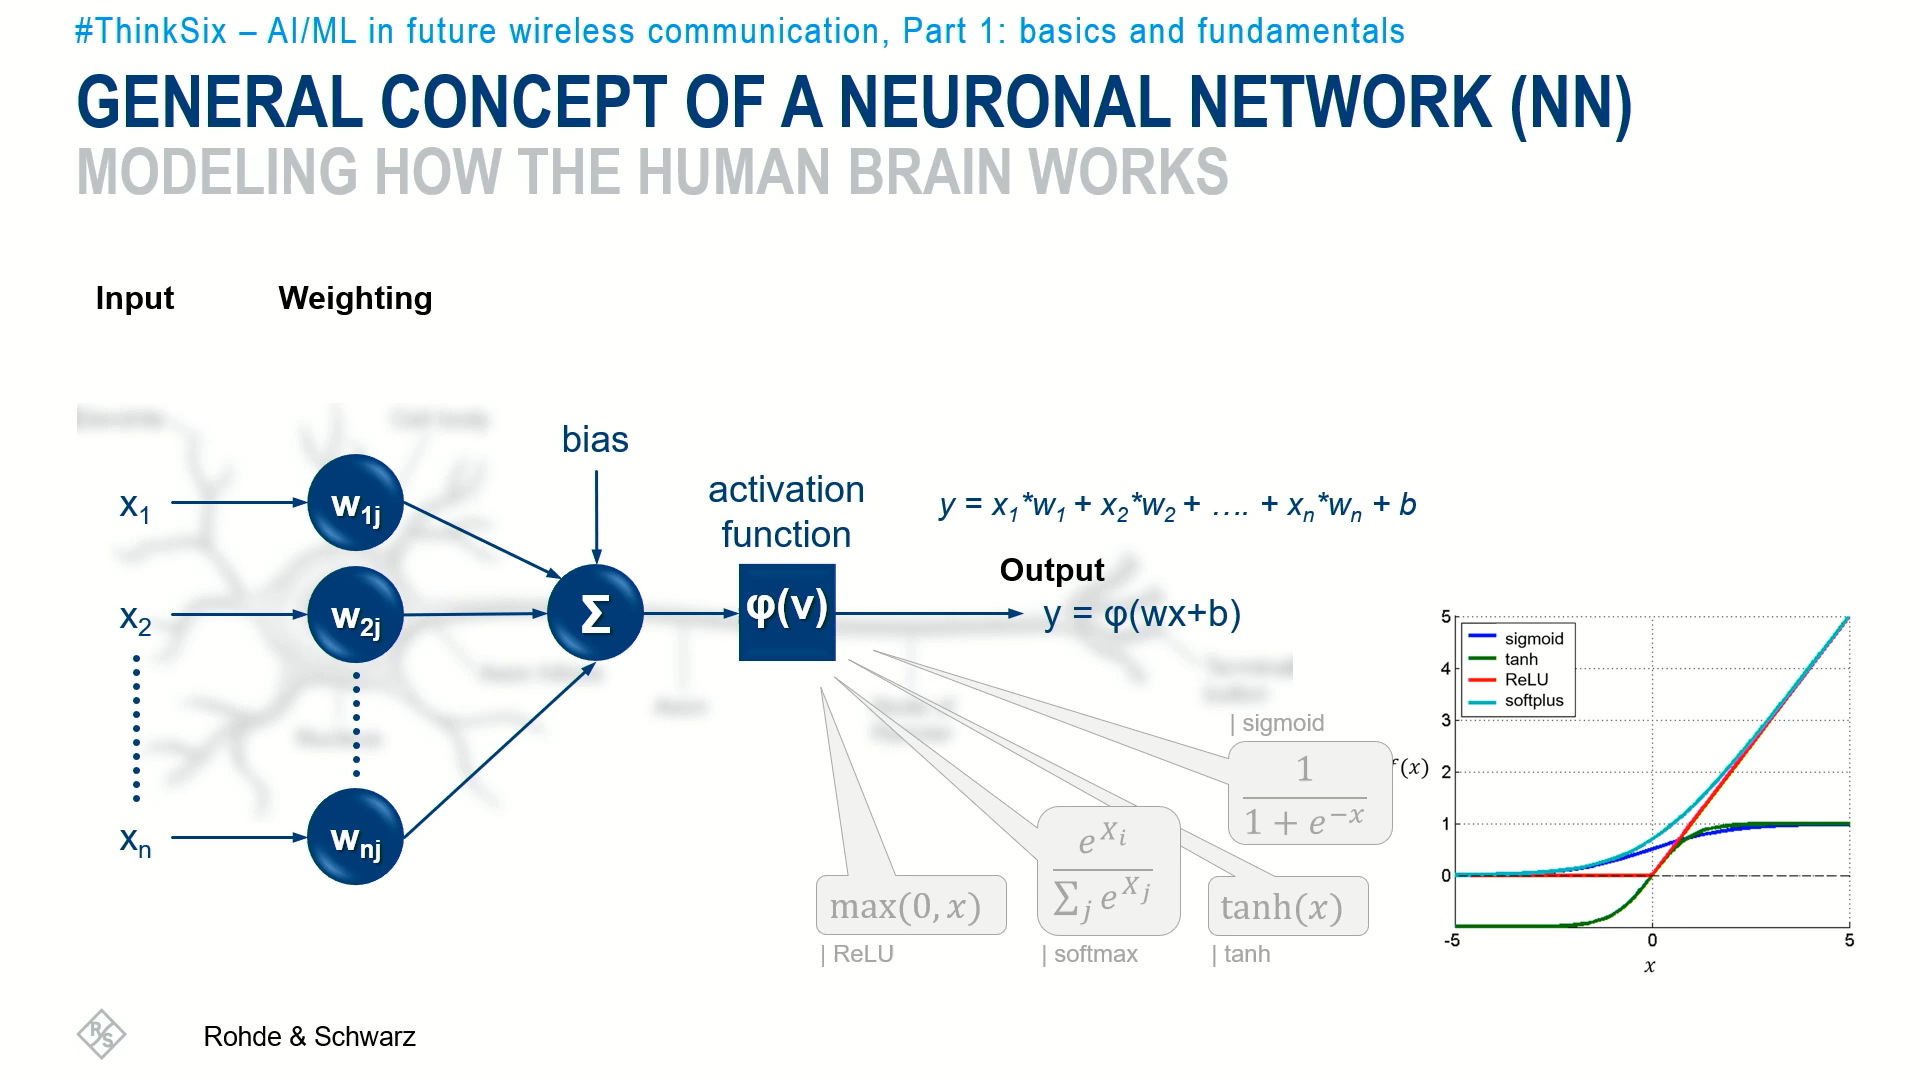 #ThinkSix – AI/ML in future wireless communication, Part 1: basics and fundamentals
GENERAL CONCEPT OF A NEURONAL NETWORK (NN)
MODELING HOW THE HUMAN BRAIN WORKS
Input
Weighting
bias
activation
function
x₁
w₁ⱼ
x₂
w₂ⱼ
xₙ
wₙⱼ
Σ
φ(v)
y = x₁*w₁ + x₂*w₂ + .... + xₙ*wₙ + b
Output
y = φ(wx+b)
| sigmoid
1
1 + e^{−x}
e^{X_i}
∑_j e^{X_j}
max(0, x)
tanh(x)
| ReLU
| softmax
| tanh
sigmoid
tanh
ReLU
softplus
f(x)
5
4
3
2
1
0
-5
0
5
x
R S
Rohde & Schwarz